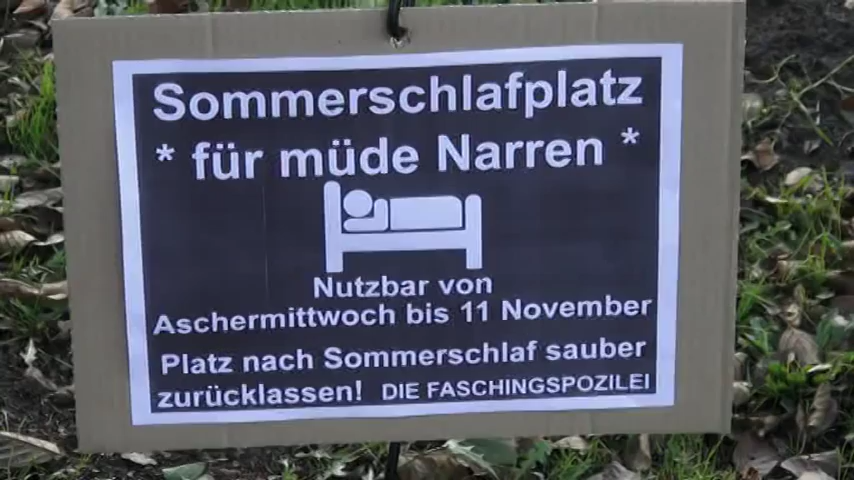 Sommerschlafplatz
* für müde Narren *
Nutzbar von
Aschermittwoch bis 11 November
Platz nach Sommerschlaf sauber
zurücklassen! DIE FASCHINGSPOZILEI